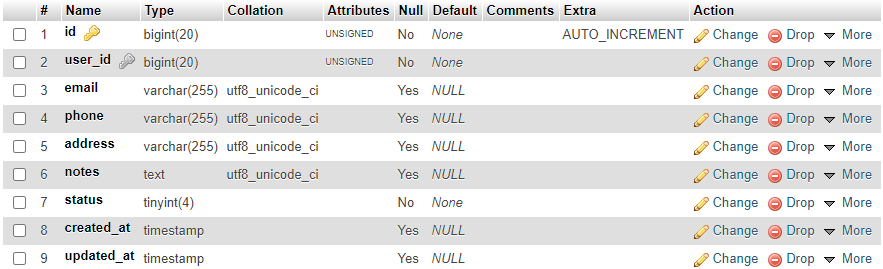 # Name Type Collation Attributes Null Default Comments Extra Action
1 id bigint(20) UNSIGNED No None AUTO_INCREMENT Change Drop More
2 user_id bigint(20) UNSIGNED No None Change Drop More
3 email varchar(255) utf8_unicode_ci Yes NULL Change Drop More
4 phone varchar(255) utf8_unicode_ci Yes NULL Change Drop More
5 address varchar(255) utf8_unicode_ci Yes NULL Change Drop More
6 notes text utf8_unicode_ci Yes NULL Change Drop More
7 status tinyint(4) No None Change Drop More
8 created_at timestamp Yes NULL Change Drop More
9 updated_at timestamp Yes NULL Change Drop More